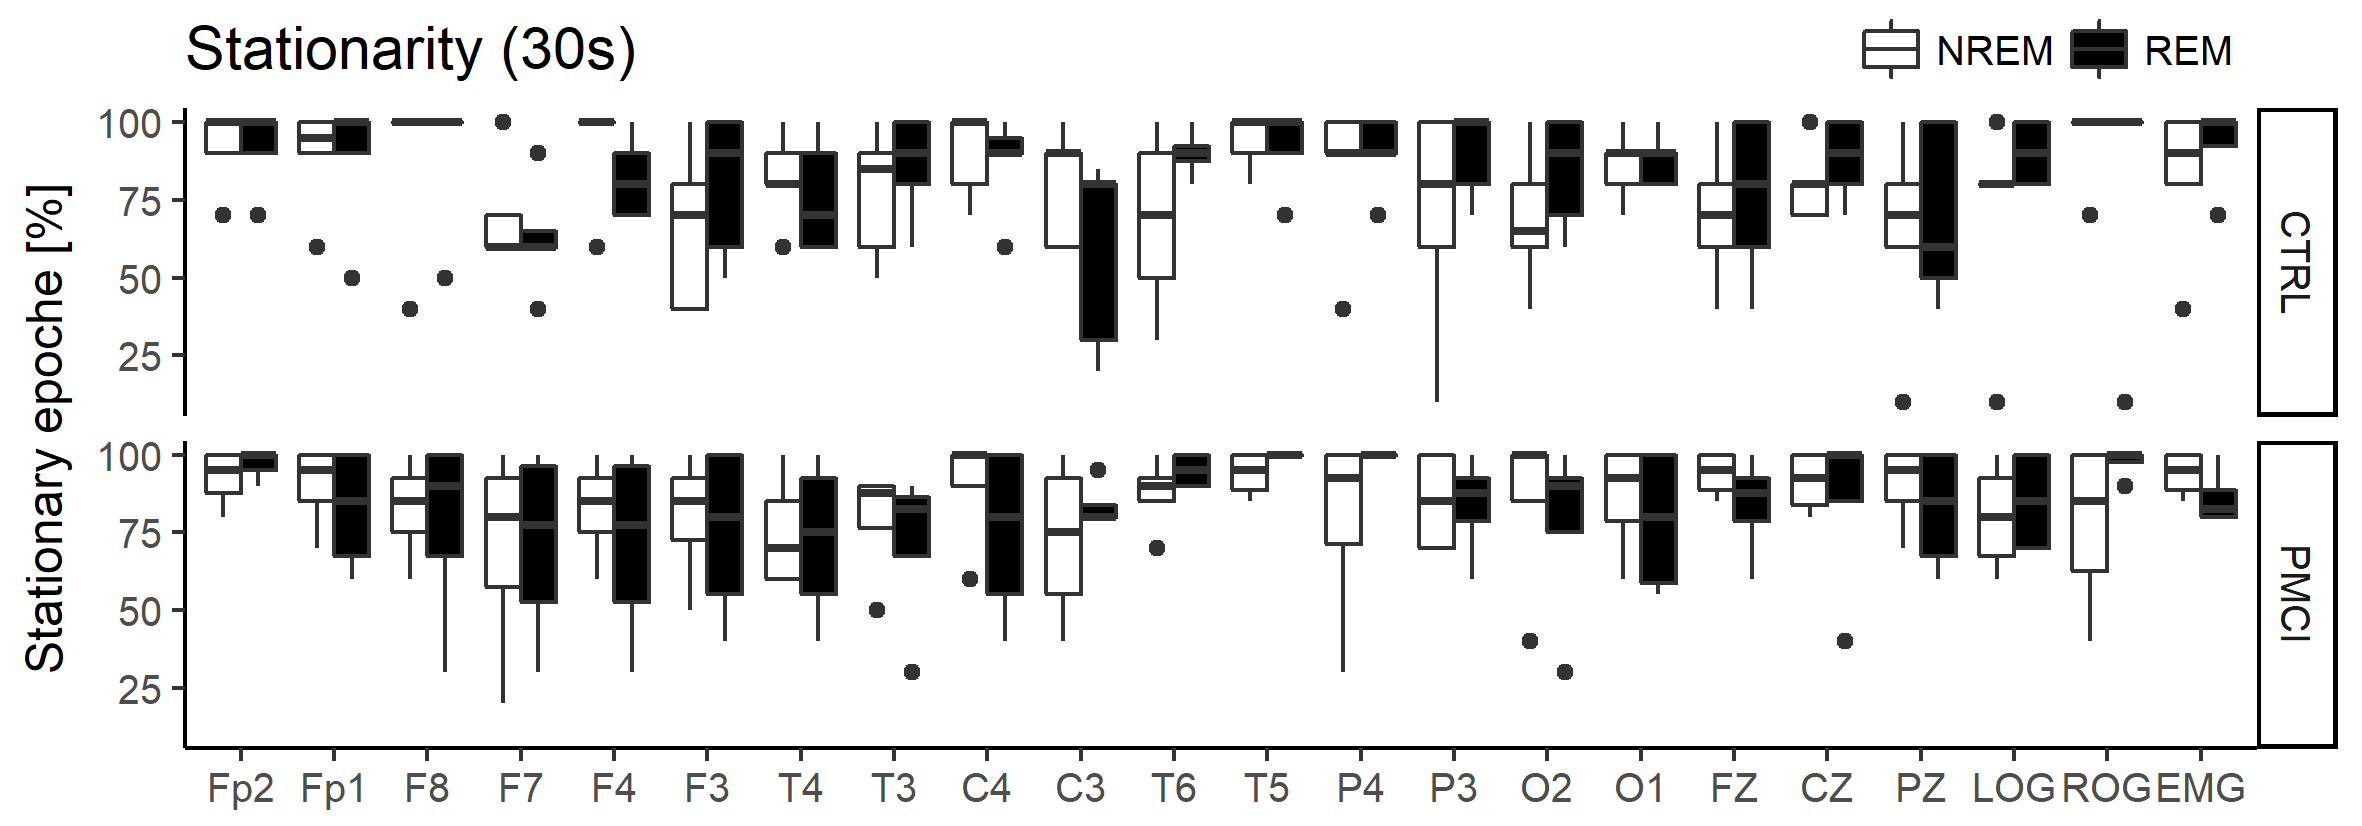 Stationarity (30s)
NREM REM
Stationary epoche [%]
100
75
50
25
CTRL
100
75
50
25
PMCI
Fp2 Fp1 F8 F7 F4 F3 T4 T3 C4 C3 T6 T5 P4 P3 O2 O1 FZ CZ PZ LOG ROG EMG